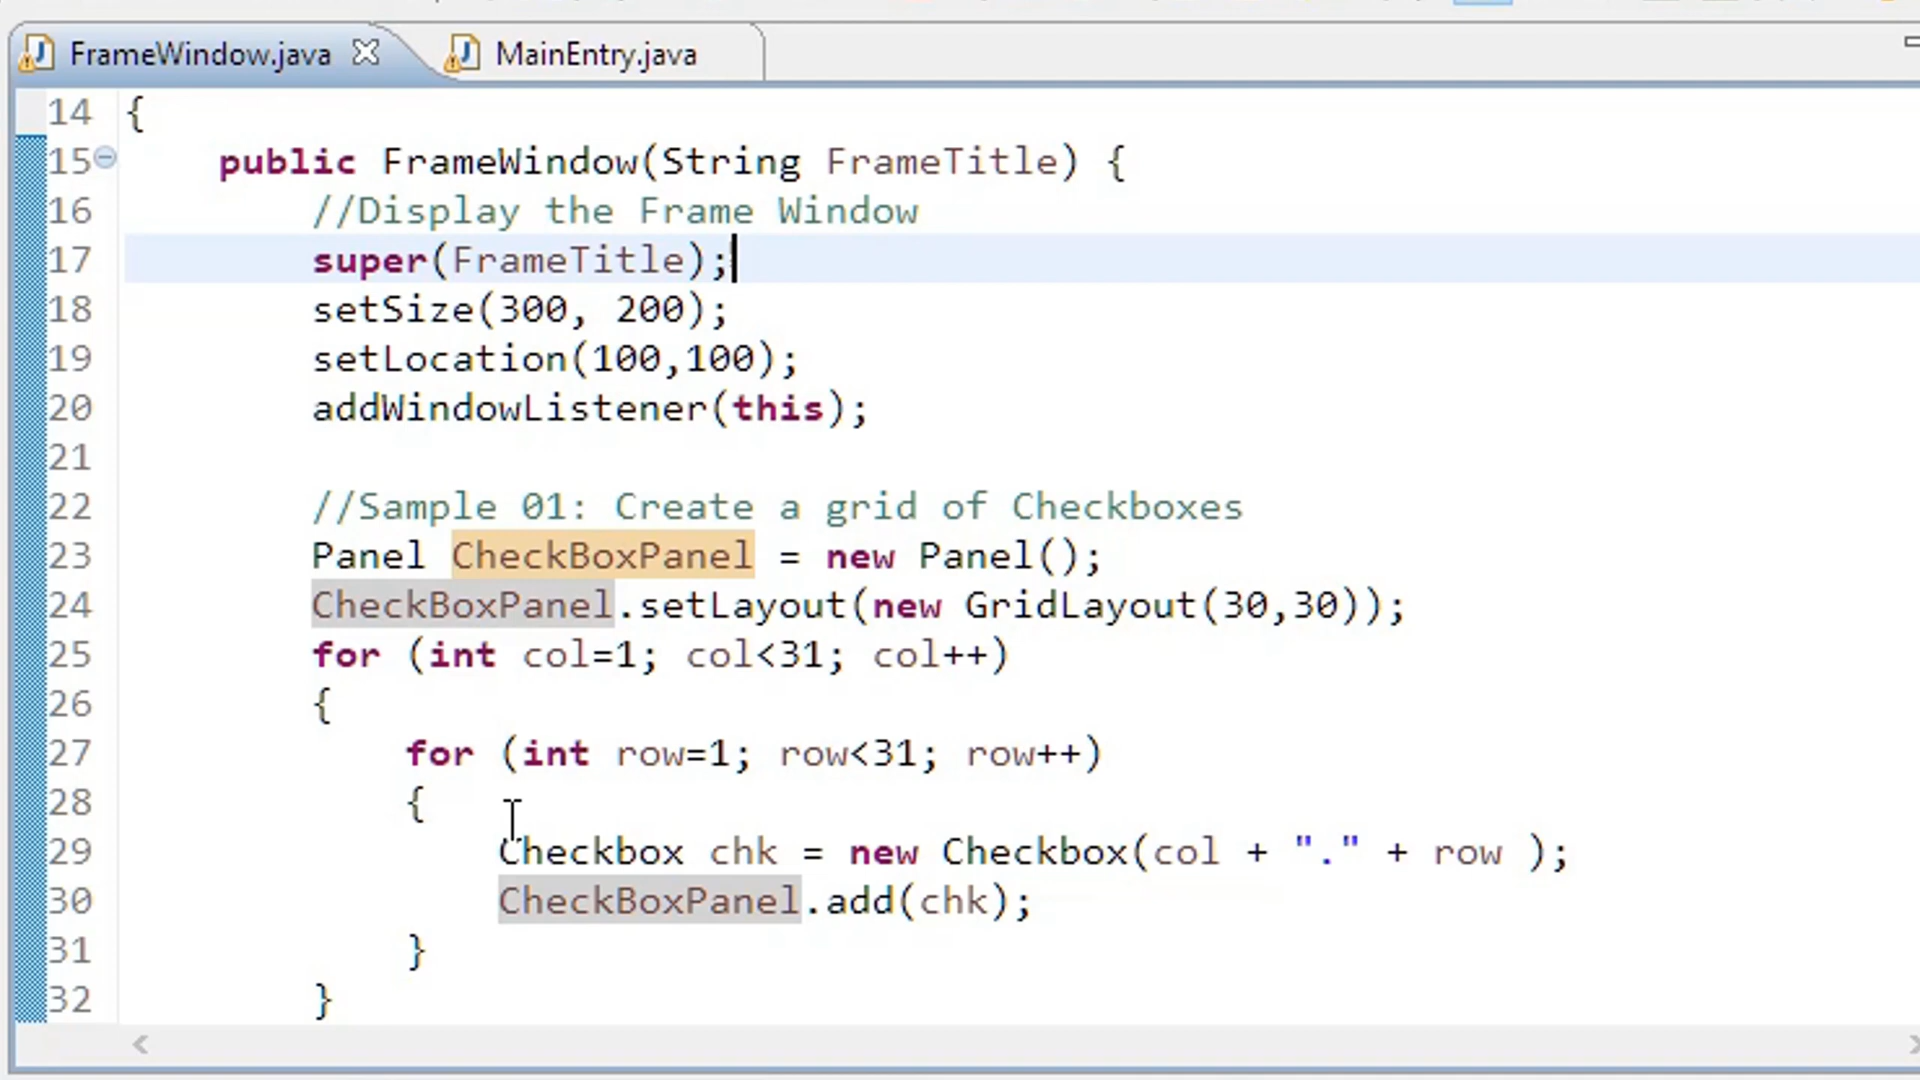 FrameWindow.java MainEntry.java
14 {
15 public FrameWindow(String FrameTitle) {
16 //Display the Frame Window
17 super(FrameTitle);
18 setSize(300, 200);
19 setLocation(100,100);
20 addWindowListener(this);
21
22 //Sample 01: Create a grid of Checkboxes
23 Panel CheckBoxPanel = new Panel();
24 CheckBoxPanel.setLayout(new GridLayout(30,30));
25 for (int col=1; col<31; col++)
26 {
27 for (int row=1; row<31; row++)
28 {
29 Checkbox chk = new Checkbox(col + "." + row );
30 CheckBoxPanel.add(chk);
31 }
32 }